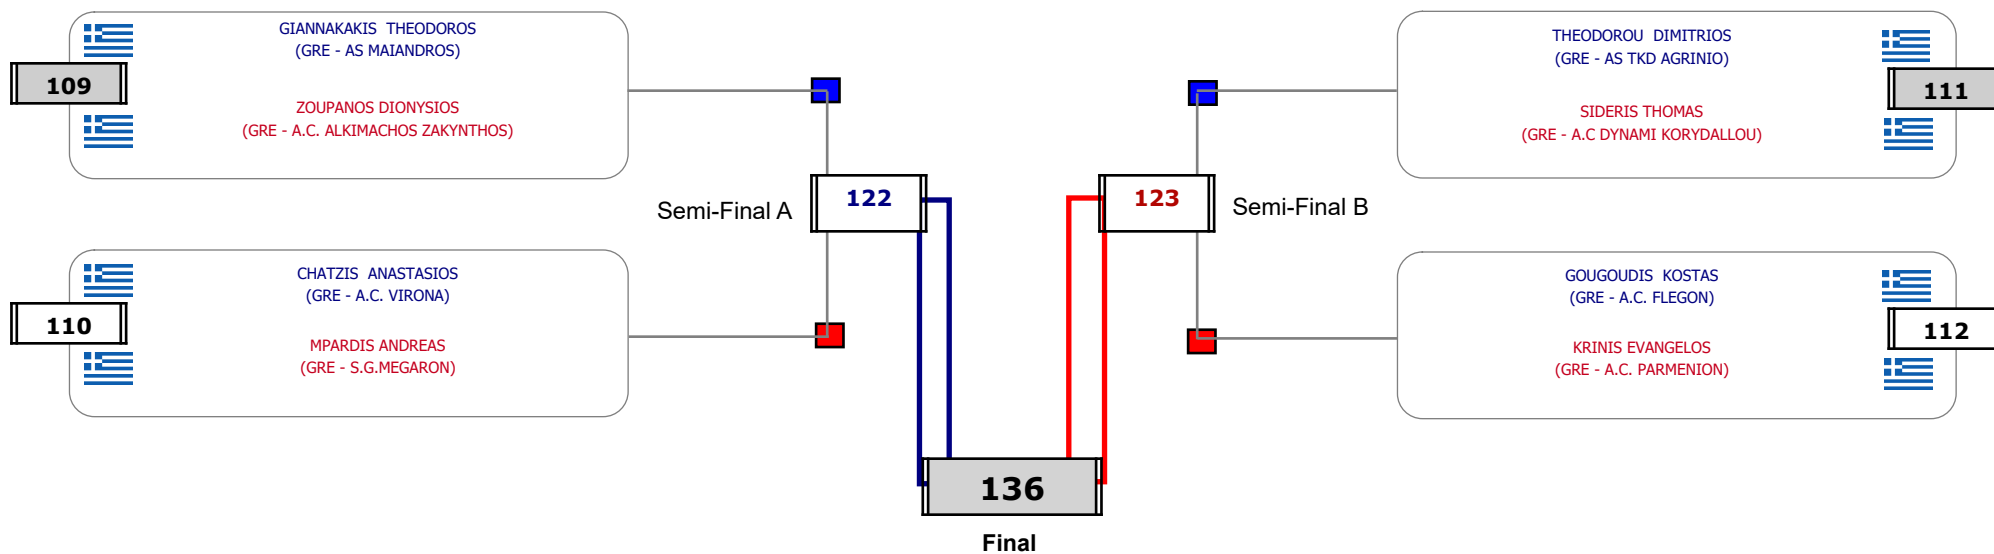 GIANNAKAKIS  THEODOROS
(GRE - AS MAIANDROS)
109
ZOUPANOS DIONYSIOS
(GRE - A.C. ALKIMACHOS ZAKYNTHOS)
CHATZIS  ANASTASIOS
(GRE - A.C. VIRONA)
110
MPARDIS ANDREAS
(GRE - S.G.MEGARON)
Semi-Final A
122
123
Semi-Final B
THEODOROU  DIMITRIOS
(GRE - AS TKD AGRINIO)
111
SIDERIS THOMAS
(GRE - A.C DYNAMI KORYDALLOU)
GOUGOUDIS  KOSTAS
(GRE - A.C. FLEGON)
112
KRINIS EVANGELOS
(GRE - A.C. PARMENION)
136
Final